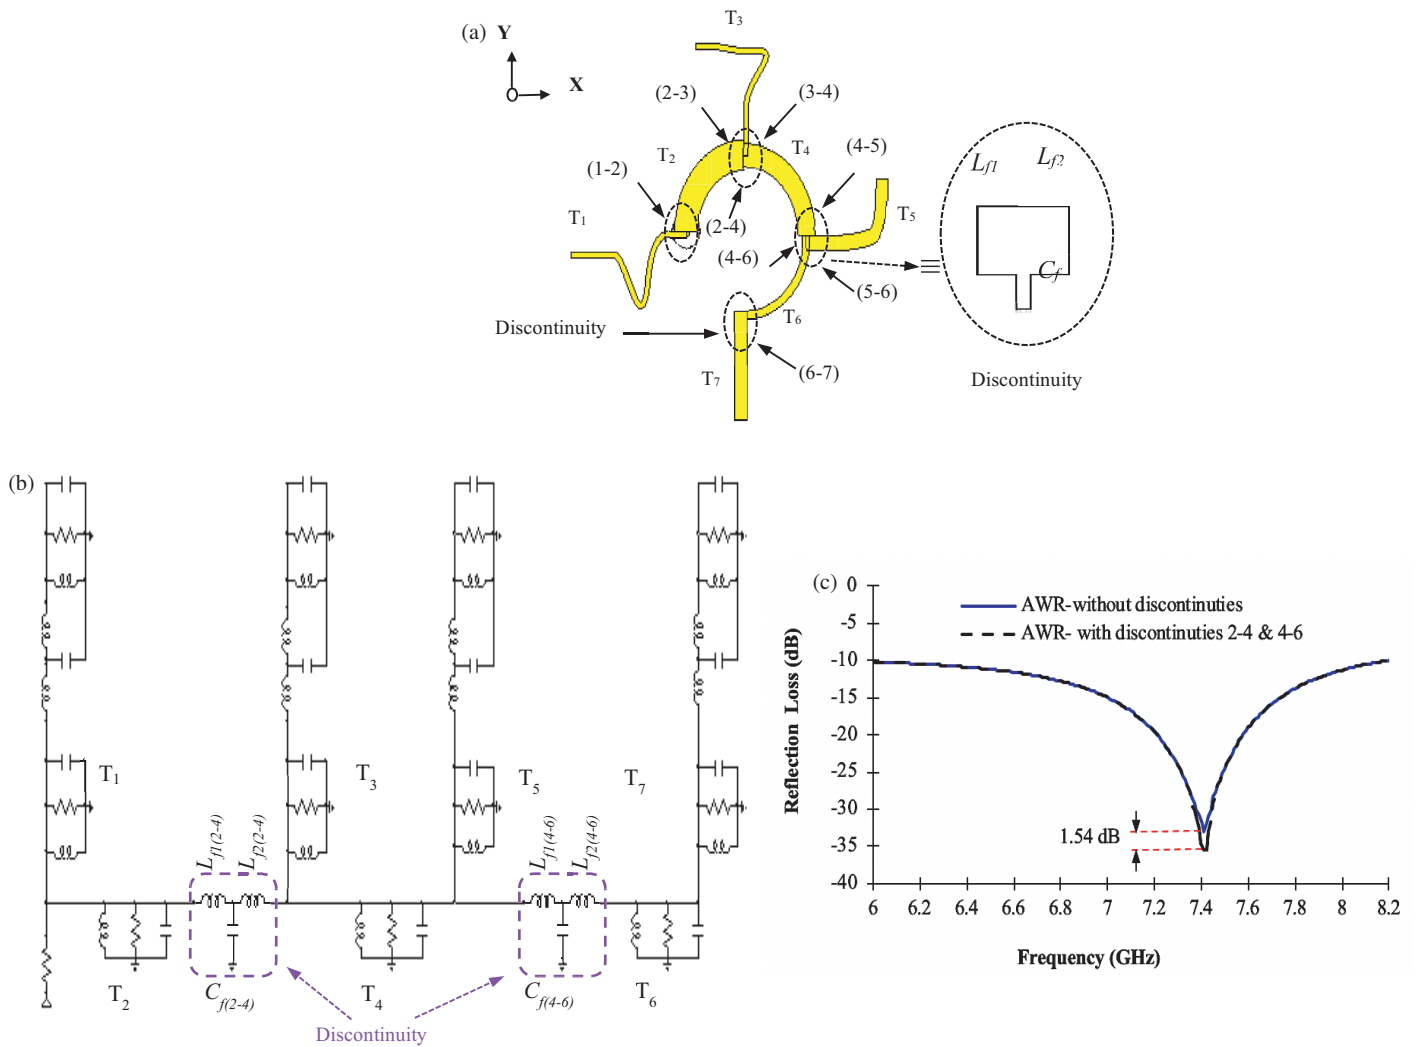 (a)
Y
X
T3
(2-3)
(3-4)
T2
T4
(4-5)
(1-2)
T1
(2-4)
T5
(4-6)
(5-6)
T6
Discontinuity
T7
(6-7)
Lf1
Lf2
Cf
Discontinuity
(b)
T1
T3
T5
T7
Lf1(2-4)
Lf2(2-4)
Lf1(4-6)
Lf2(4-6)
T2
Cf(2-4)
T4
Cf(4-6)
T6
Discontinuity
(c)
0
-5
-10
-15
-20
-25
-30
-35
-40
Reflection Loss (dB)
AWR-without discontinuties
AWR- with discontinuties 2-4 & 4-6
1.54 dB
6 6.2 6.4 6.6 6.8 7 7.2 7.4 7.6 7.8 8 8.2
Frequency (GHz)